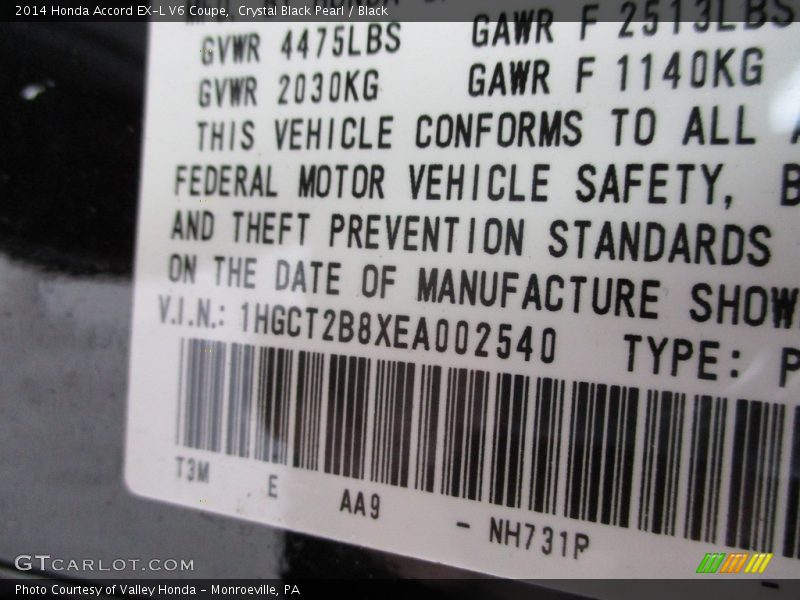 2014 Honda Accord EX-L V6 Coupe, Crystal Black Pearl / Black
GVWR 4475LBS GAWR F 2513LBS
GVWR 2030KG GAWR F 1140KG
THIS VEHICLE CONFORMS TO ALL
FEDERAL MOTOR VEHICLE SAFETY, B
AND THEFT PREVENTION STANDARDS
ON THE DATE OF MANUFACTURE SHOW
V.I.N.: 1HGCT2B8XEA002540 TYPE: P
T3M E AA9 - NH731P
GTCARLOT.COM
Photo Courtesy of Valley Honda - Monroeville, PA